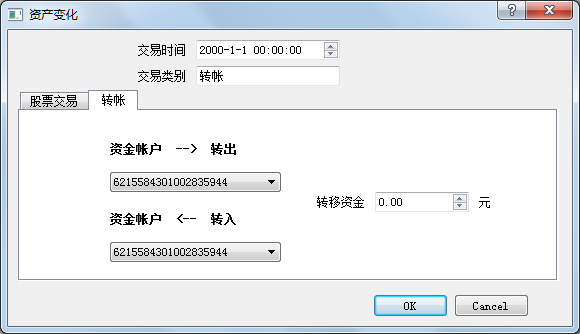 资产变化
交易时间 2000-1-1 00:00:00
交易类别 转帐
股票交易 转帐
资金帐户 --> 转出
6215584301002835944
转移资金 0.00 元
资金帐户 <-- 转入
6215584301002835944
OK Cancel